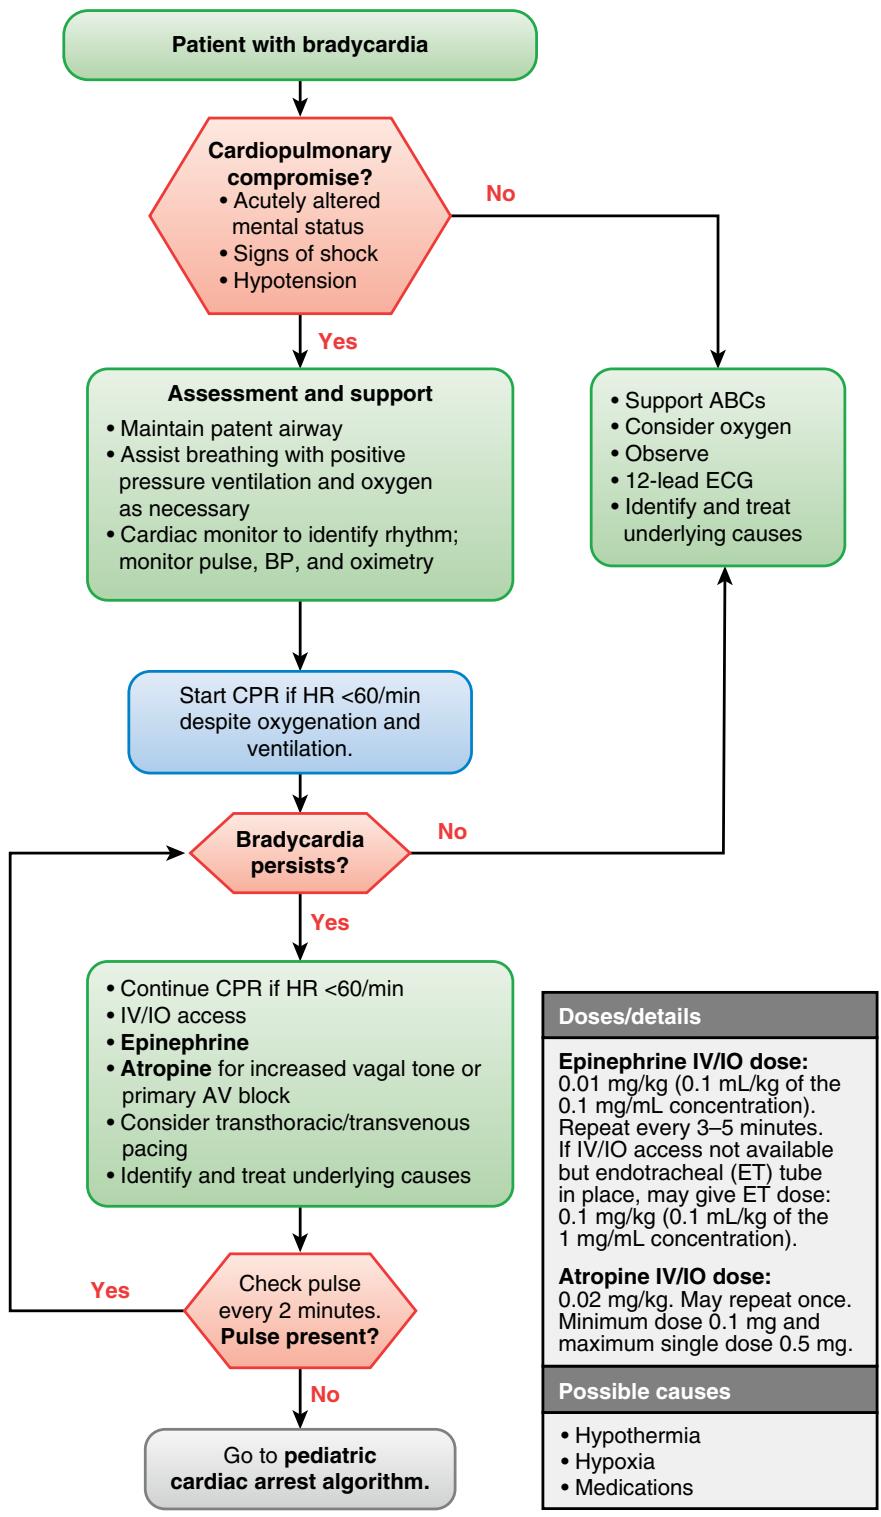 Patient with bradycardia
Cardiopulmonary
compromise?
• Acutely altered
mental status
• Signs of shock
• Hypotension
No
Yes
Assessment and support
• Maintain patent airway
• Assist breathing with positive
pressure ventilation and oxygen
as necessary
• Cardiac monitor to identify rhythm;
monitor pulse, BP, and oximetry
• Support ABCs
• Consider oxygen
• Observe
• 12-lead ECG
• Identify and treat
underlying causes
Start CPR if HR <60/min
despite oxygenation and
ventilation.
Bradycardia
persists?
No
Yes
• Continue CPR if HR <60/min
• IV/IO access
• Epinephrine
• Atropine for increased vagal tone or
primary AV block
• Consider transthoracic/transvenous
pacing
• Identify and treat underlying causes
Check pulse
every 2 minutes.
Pulse present?
Yes
No
Go to pediatric
cardiac arrest algorithm.
Doses/details
Epinephrine IV/IO dose:
0.01 mg/kg (0.1 mL/kg of the
0.1 mg/mL concentration).
Repeat every 3–5 minutes.
If IV/IO access not available
but endotracheal (ET) tube
in place, may give ET dose:
0.1 mg/kg (0.1 mL/kg of the
1 mg/mL concentration).
Atropine IV/IO dose:
0.02 mg/kg. May repeat once.
Minimum dose 0.1 mg and
maximum single dose 0.5 mg.
Possible causes
• Hypothermia
• Hypoxia
• Medications